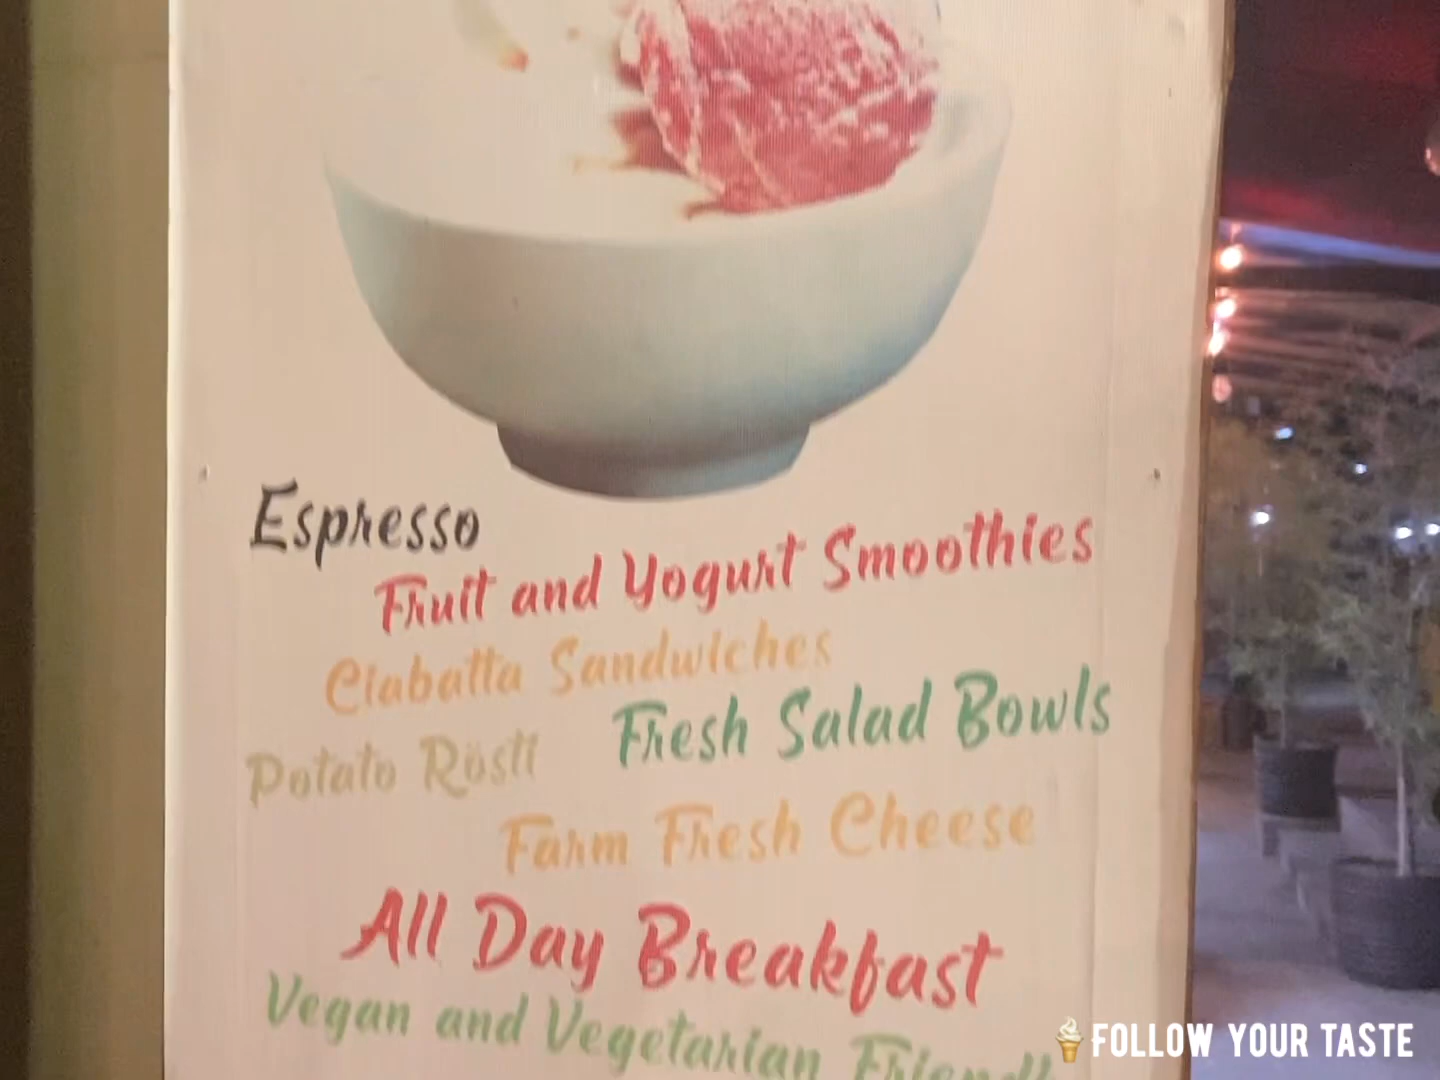 Espresso
Fruit and Yogurt Smoothies
Ciabatta Sandwiches
Fresh Salad Bowls
Potato Rösti
Farm Fresh Cheese
All Day Breakfast
Vegan and Vegetarian Friendly
FOLLOW YOUR TASTE